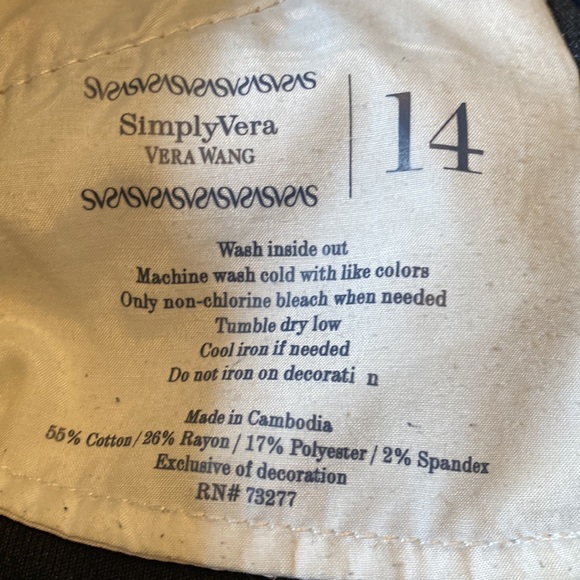 SVSVSVSVSVSVSVS
SimplyVera
VERA WANG
SVSVSVSVSVSVSVS
14
Wash inside out
Machine wash cold with like colors
Only non-chlorine bleach when needed
Tumble dry low
Cool iron if needed
Do not iron on decorati n
Made in Cambodia
55% Cotton / 26% Rayon / 17% Polyester / 2% Spandex
Exclusive of decoration
RN# 73277